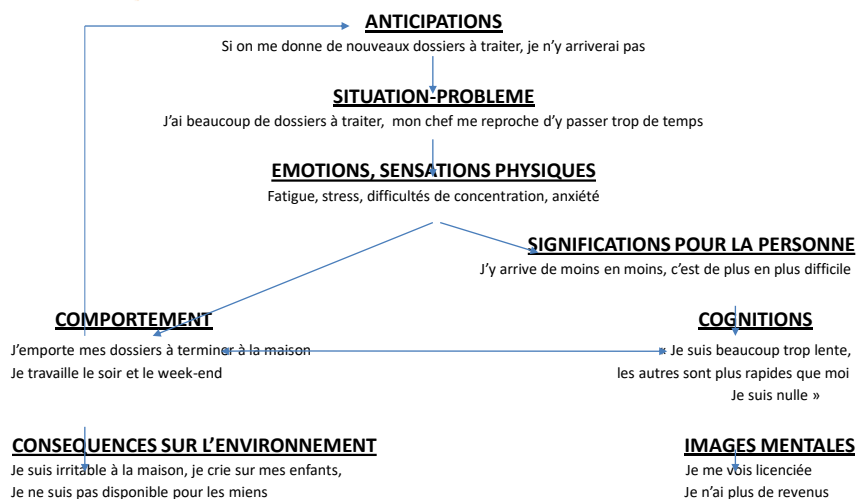 ANTICIPATIONS
Si on me donne de nouveaux dossiers à traiter, je n'y arriverai pas
SITUATION-PROBLEME
J'ai beaucoup de dossiers à traiter, mon chef me reproche d'y passer trop de temps
EMOTIONS, SENSATIONS PHYSIQUES
Fatigue, stress, difficultés de concentration, anxiété
SIGNIFICATIONS POUR LA PERSONNE
J'y arrive de moins en moins, c'est de plus en plus difficile
COMPORTEMENT
J'emporte mes dossiers à terminer à la maison
Je travaille le soir et le week-end
COGNITIONS
« Je suis beaucoup trop lente,
les autres sont plus rapides que moi
Je suis nulle »
CONSEQUENCES SUR L'ENVIRONNEMENT
Je suis irritable à la maison, je crie sur mes enfants,
Je ne suis pas disponible pour les miens
IMAGES MENTALES
Je me vois licenciée
Je n'ai plus de revenus